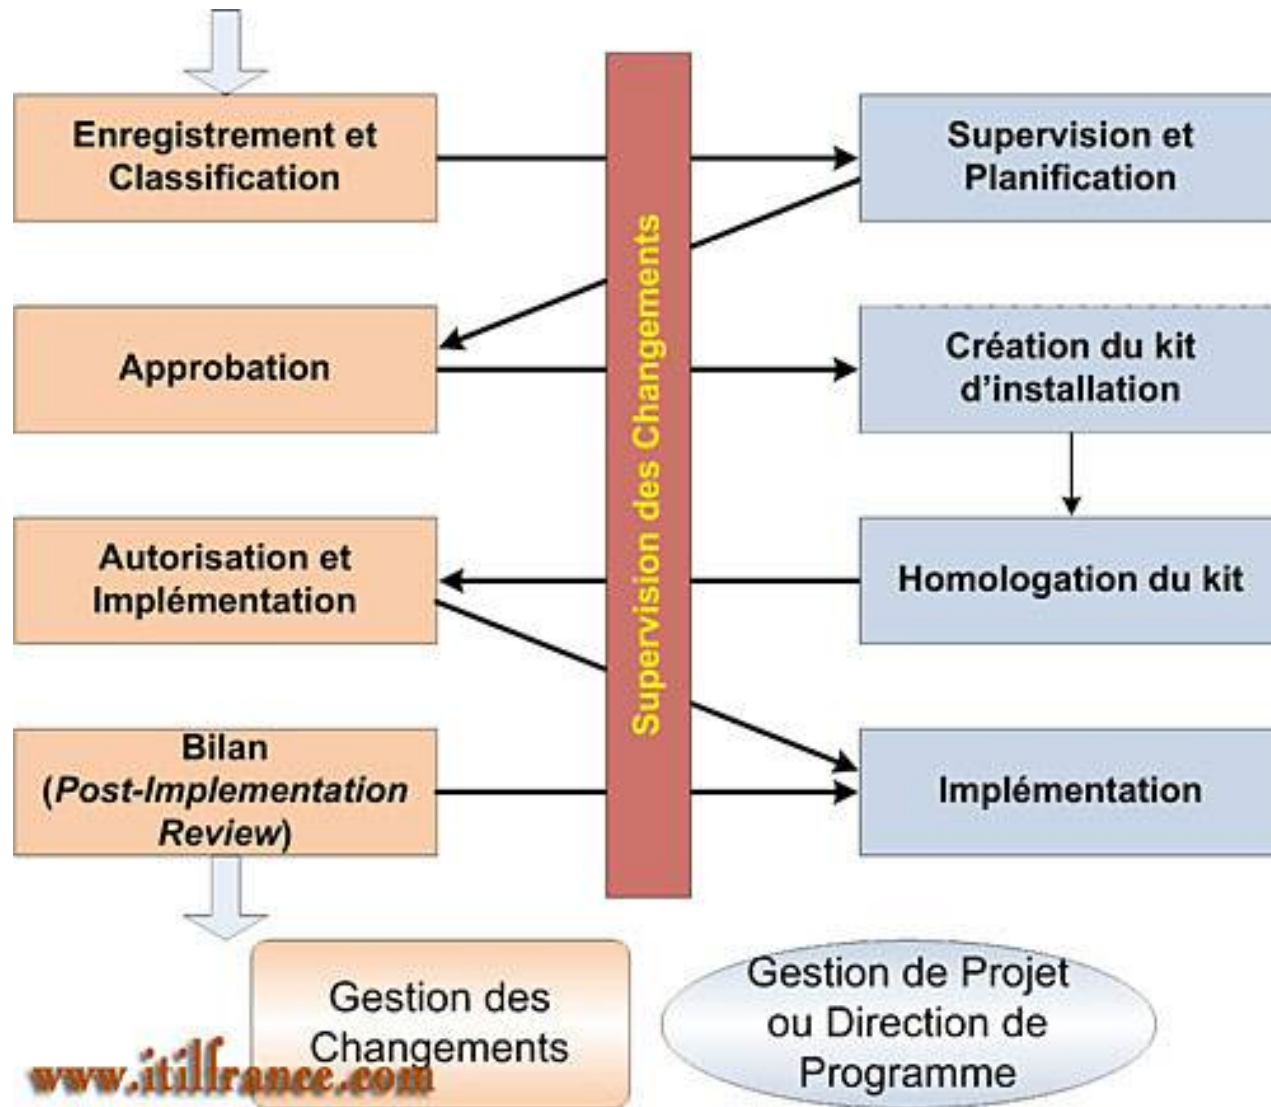 Enregistrement et
Classification
Supervision et
Planification
Approbation
Création du kit
d'installation
Supervision des Changements
Autorisation et
Implémentation
Homologation du kit
Bilan
(Post-Implementation
Review)
Implémentation
Gestion des
Changements
Gestion de Projet
ou Direction de
Programme
www.itilfrance.com